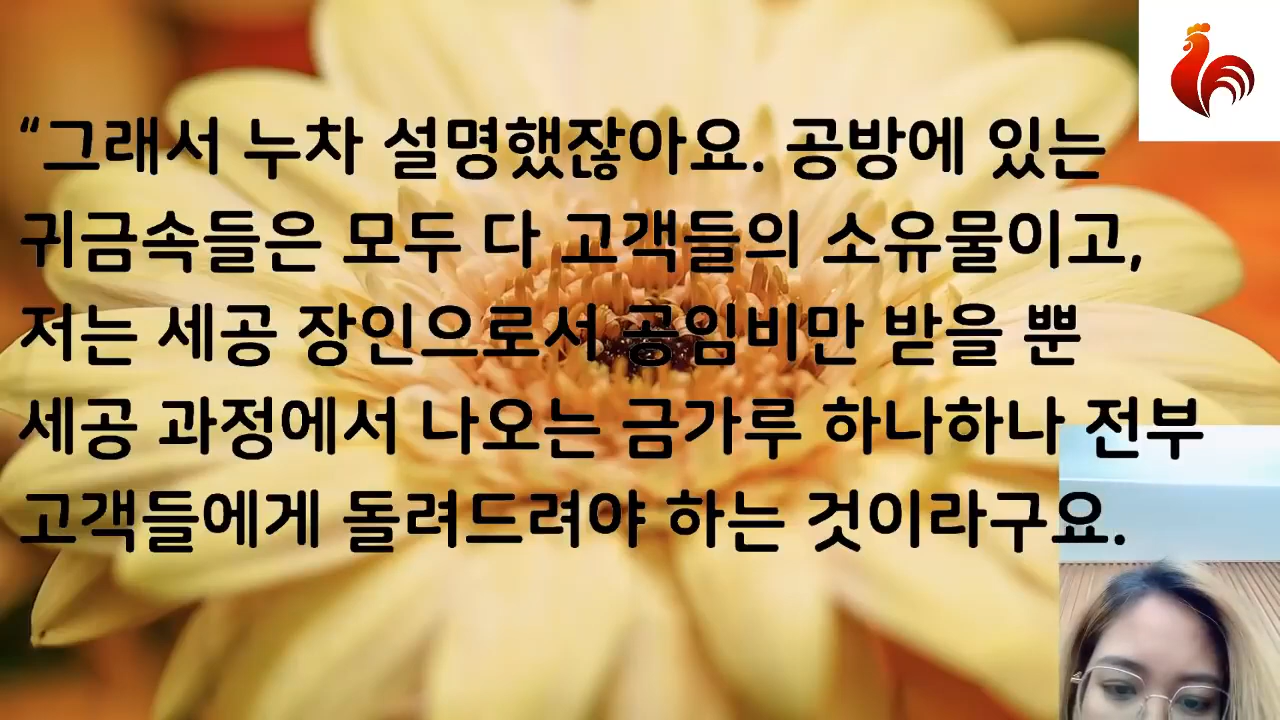 “그래서 누차 설명했잖아요. 공방에 있는
귀금속들은 모두 다 고객들의 소유물이고,
저는 세공 장인으로서 공임비만 받을 뿐
세공 과정에서 나오는 금가루 하나하나 전부
고객들에게 돌려드려야 하는 것이라구요.